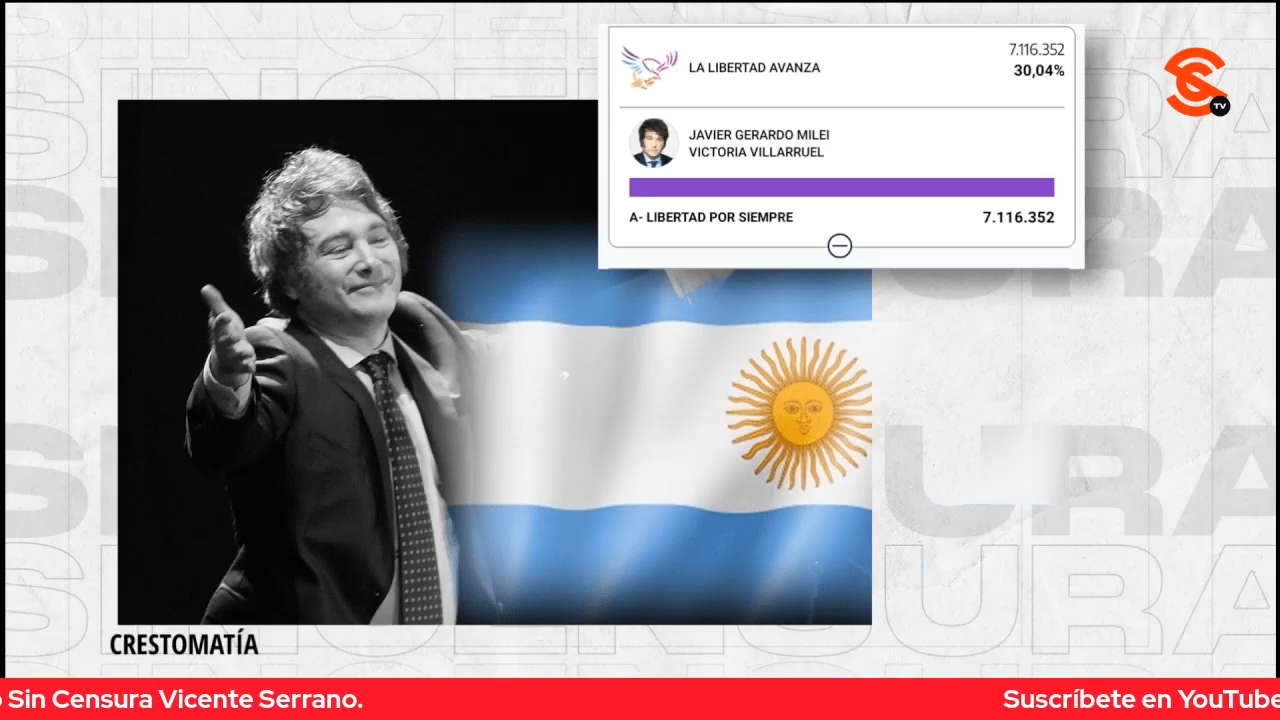 LA LIBERTAD AVANZA
7.116.352
30,04%
JAVIER GERARDO MILEI
VICTORIA VILLARRUEL
A- LIBERTAD POR SIEMPRE
7.116.352
TV
CRESTOMATÍA
Sin Censura Vicente Serrano.
Suscríbete en YouTube